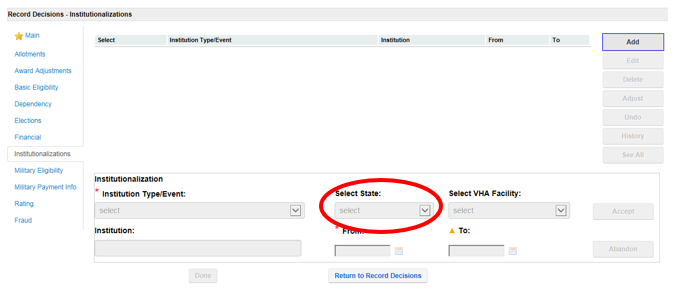 Record Decisions - Institutionalizations
Main
Select Institution Type/Event Institution From To
Add
Allotments
Edit
Award Adjustments
Delete
Basic Eligibility
Adjust
Dependency
Undo
Elections
History
Financial
See All
Institutionalizations
Military Eligibility
Military Payment Info
Rating
Fraud
Institutionalization
* Institution Type/Event: Select State: Select VHA Facility:
select select select Accept
Institution: * From: To:
Abandon
Done Return to Record Decisions